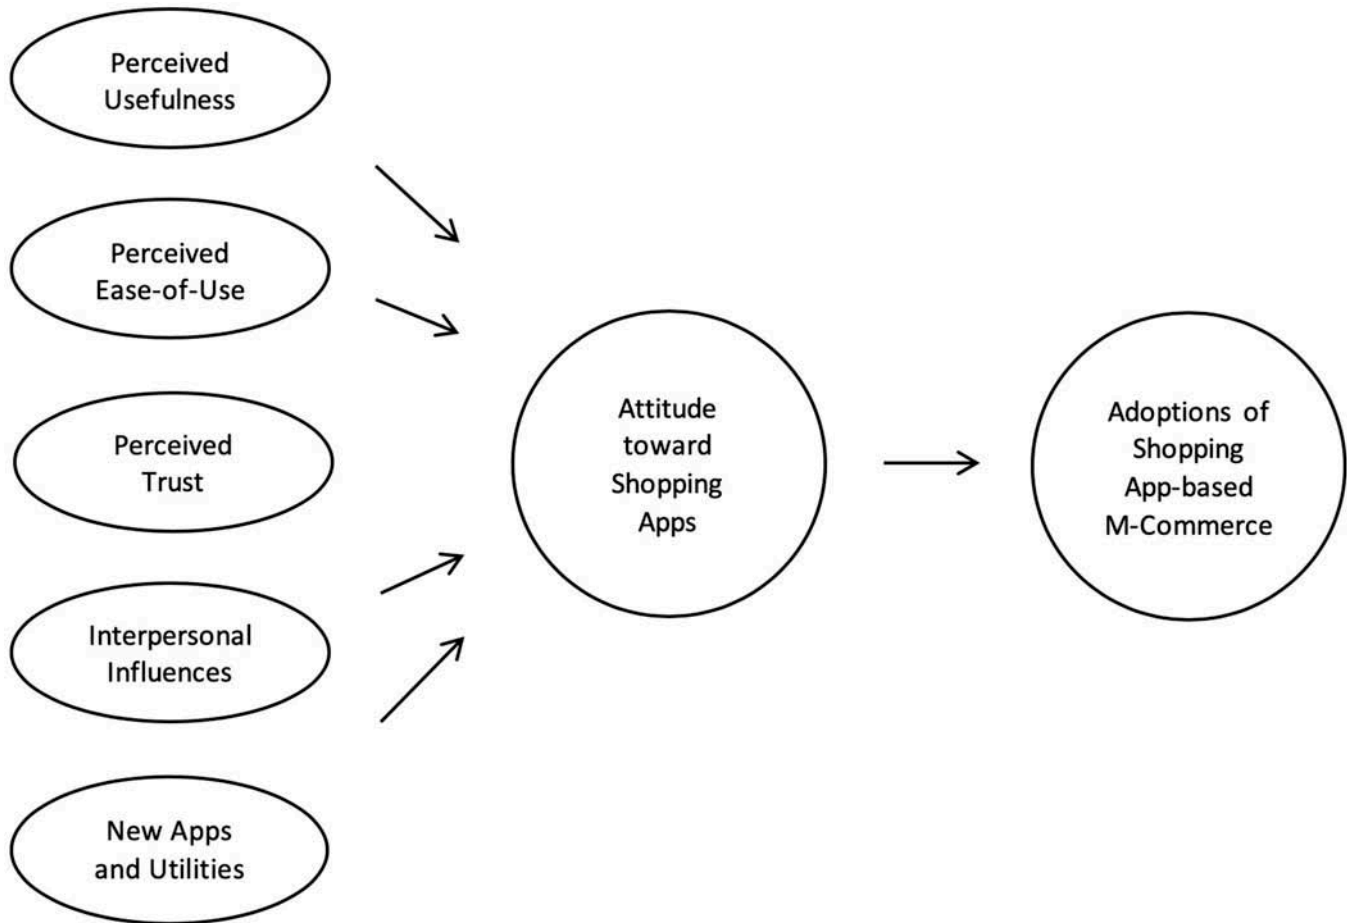 Perceived
Usefulness
Perceived
Ease-of-Use
Perceived
Trust
Interpersonal
Influences
New Apps
and Utilities
Attitude
toward
Shopping
Apps
Adoptions of
Shopping
App-based
M-Commerce